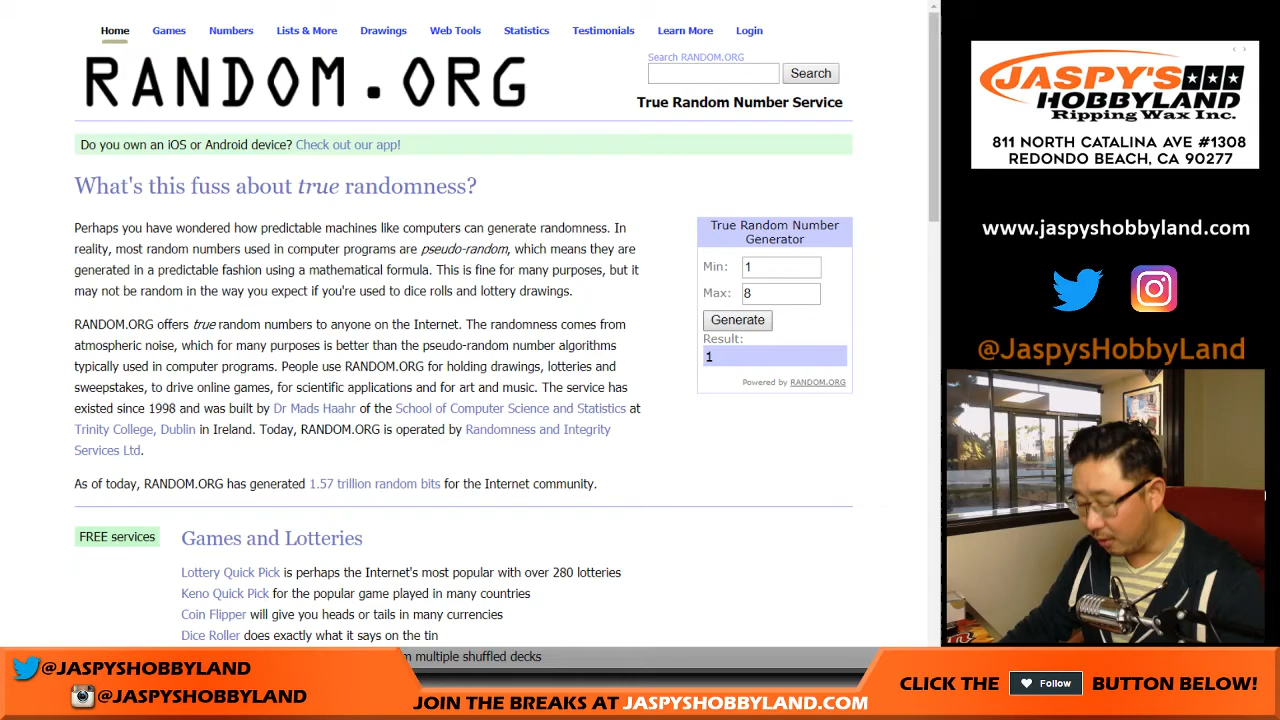 Home Games Numbers Lists & More Drawings Web Tools Statistics Testimonials Learn More Login
RANDOM.ORG
Search RANDOM.ORG
Search
True Random Number Service
Do you own an iOS or Android device? Check out our app!
What's this fuss about true randomness?
Perhaps you have wondered how predictable machines like computers can generate randomness. In
reality, most random numbers used in computer programs are pseudo-random, which means they are
generated in a predictable fashion using a mathematical formula. This is fine for many purposes, but it
may not be random in the way you expect if you're used to dice rolls and lottery drawings.
RANDOM.ORG offers true random numbers to anyone on the Internet. The randomness comes from
atmospheric noise, which for many purposes is better than the pseudo-random number algorithms
typically used in computer programs. People use RANDOM.ORG for holding drawings, lotteries and
sweepstakes, to drive online games, for scientific applications and for art and music. The service has
existed since 1998 and was built by Dr Mads Haahr of the School of Computer Science and Statistics at
Trinity College, Dublin in Ireland. Today, RANDOM.ORG is operated by Randomness and Integrity
Services Ltd.
As of today, RANDOM.ORG has generated 1.57 trillion random bits for the Internet community.
True Random Number
Generator
Min: 1
Max: 8
Generate
Result:
1
Powered by RANDOM.ORG
FREE services
Games and Lotteries
Lottery Quick Pick is perhaps the Internet's most popular with over 280 lotteries
Keno Quick Pick for the popular game played in many countries
Coin Flipper will give you heads or tails in many currencies
Dice Roller does exactly what it says on the tin
multiple shuffled decks
JASPY'S
HOBBYLAND
Ripping Wax Inc.
811 NORTH CATALINA AVE #1308
REDONDO BEACH, CA 90277
www.jaspyshobbyland.com
@JaspysHobbyLand
@JASPYSHOBBYLAND
@JASPYSHOBBYLAND
JOIN THE BREAKS AT JASPYSHOBBYLAND.COM
CLICK THE Follow BUTTON BELOW!